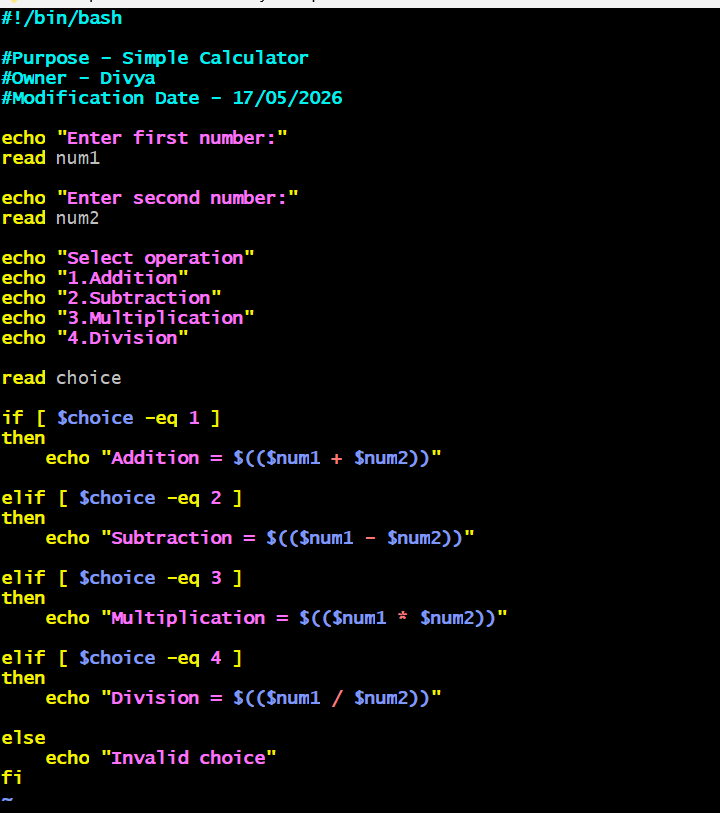 #!/bin/bash
#Purpose - Simple Calculator
#Owner - Divya
#Modification Date - 17/05/2026
echo "Enter first number:"
read num1
echo "Enter second number:"
read num2
echo "Select operation"
echo "1.Addition"
echo "2.Subtraction"
echo "3.Multiplication"
echo "4.Division"
read choice
if [ $choice -eq 1 ]
then
    echo "Addition = $(($num1 + $num2))"
elif [ $choice -eq 2 ]
then
    echo "Subtraction = $(($num1 - $num2))"
elif [ $choice -eq 3 ]
then
    echo "Multiplication = $(($num1 * $num2))"
elif [ $choice -eq 4 ]
then
    echo "Division = $(($num1 / $num2))"
else
    echo "Invalid choice"
fi
~